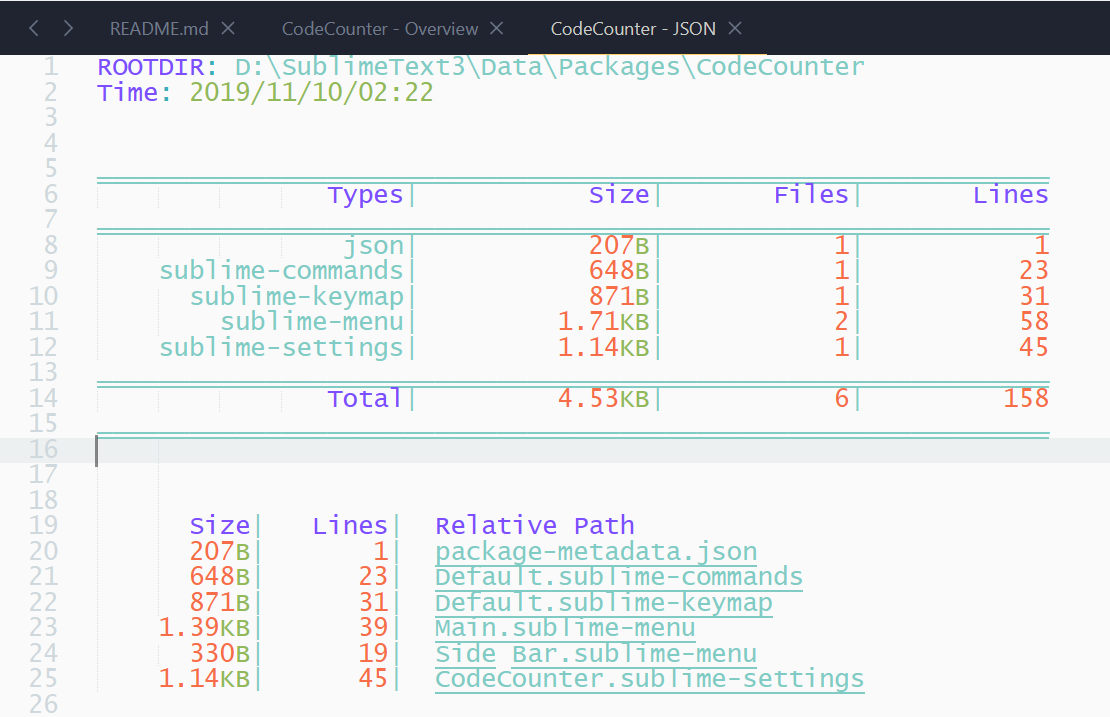 README.md CodeCounter - Overview CodeCounter - JSON
1 ROOTDIR: D:\SublimeText3\Data\Packages\CodeCounter
2 Time: 2019/11/10/02:22
3
4
5
6 Types| Size| Files| Lines
7
8 json| 207B| 1| 1
9 sublime-commands| 648B| 1| 23
10 sublime-keymap| 871B| 1| 31
11 sublime-menu| 1.71KB| 2| 58
12 sublime-settings| 1.14KB| 1| 45
13
14 Total| 4.53KB| 6| 158
15
16
17
18
19 Size| Lines| Relative Path
20 207B| 1| package-metadata.json
21 648B| 23| Default.sublime-commands
22 871B| 31| Default.sublime-keymap
23 1.39KB| 39| Main.sublime-menu
24 330B| 19| Side Bar.sublime-menu
25 1.14KB| 45| CodeCounter.sublime-settings
26